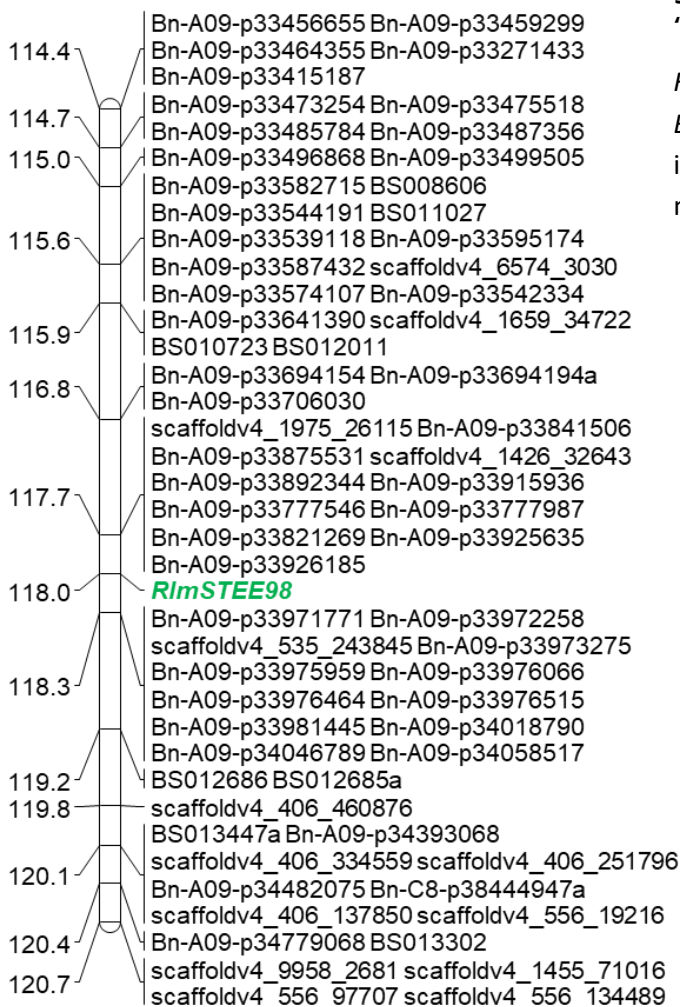 114.4
Bn-A09-p33456655 Bn-A09-p33459299
Bn-A09-p33464355 Bn-A09-p33271433
Bn-A09-p33415187
114.7
Bn-A09-p33473254 Bn-A09-p33475518
Bn-A09-p33485784 Bn-A09-p33487356
115.0
Bn-A09-p33496868 Bn-A09-p33499505
115.6
Bn-A09-p33582715 BS008606
Bn-A09-p33544191 BS011027
Bn-A09-p33539118 Bn-A09-p33595174
Bn-A09-p33587432 scaffoldv4_6574_3030
Bn-A09-p33574107 Bn-A09-p33542334
115.9
Bn-A09-p33641390 scaffoldv4_1659_34722
BS010723 BS012011
116.8
Bn-A09-p33694154 Bn-A09-p33694194a
Bn-A09-p33706030
117.7
scaffoldv4_1975_26115 Bn-A09-p33841506
Bn-A09-p33875531 scaffoldv4_1426_32643
Bn-A09-p33892344 Bn-A09-p33915936
Bn-A09-p33777546 Bn-A09-p33777987
Bn-A09-p33821269 Bn-A09-p33925635
Bn-A09-p33926185
118.0
RlmSTEE98
118.3
Bn-A09-p33971771 Bn-A09-p33972258
scaffoldv4_535_243845 Bn-A09-p33973275
Bn-A09-p33975959 Bn-A09-p33976066
Bn-A09-p33976464 Bn-A09-p33976515
Bn-A09-p33981445 Bn-A09-p34018790
Bn-A09-p34046789 Bn-A09-p34058517
119.2
BS012686 BS012685a
119.8
scaffoldv4_406_460876
120.1
BS013447a Bn-A09-p34393068
scaffoldv4_406_334559 scaffoldv4_406_251796
Bn-A09-p34482075 Bn-C8-p38444947a
scaffoldv4_406_137850 scaffoldv4_556_19216
120.4
Bn-A09-p34779068 BS013302
120.7
scaffoldv4_9958_2681 scaffoldv4_1455_71016
scaffoldv4_556_97707 scaffoldv4_556_134489